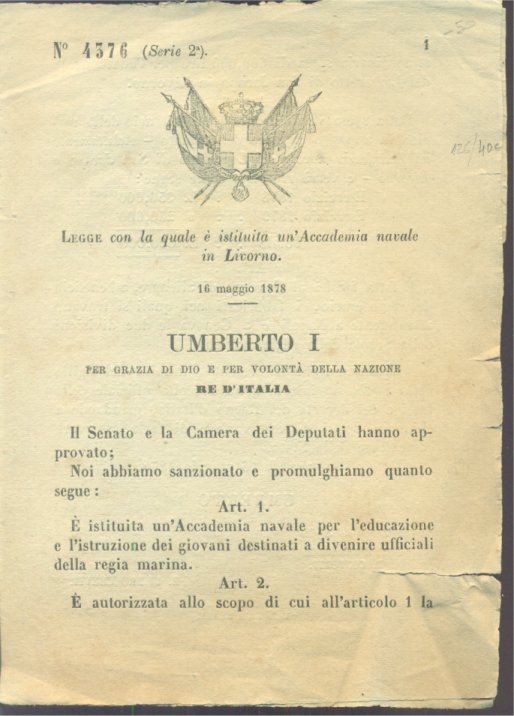 N° 4376 (Serie 2ª).
1
LEGGE con la quale è istituita un'Accademia navale
in Livorno.
16 maggio 1878
UMBERTO I
PER GRAZIA DI DIO E PER VOLONTÀ DELLA NAZIONE
RE D'ITALIA
Il Senato e la Camera dei Deputati hanno ap-
provato;
Noi abbiamo sanzionato e promulghiamo quanto
segue:
Art. 1.
È istituita un'Accademia navale per l'educazione
e l'istruzione dei giovani destinati a divenire ufficiali
della regia marina.
Art. 2.
È autorizzata allo scopo di cui all'articolo 1 la